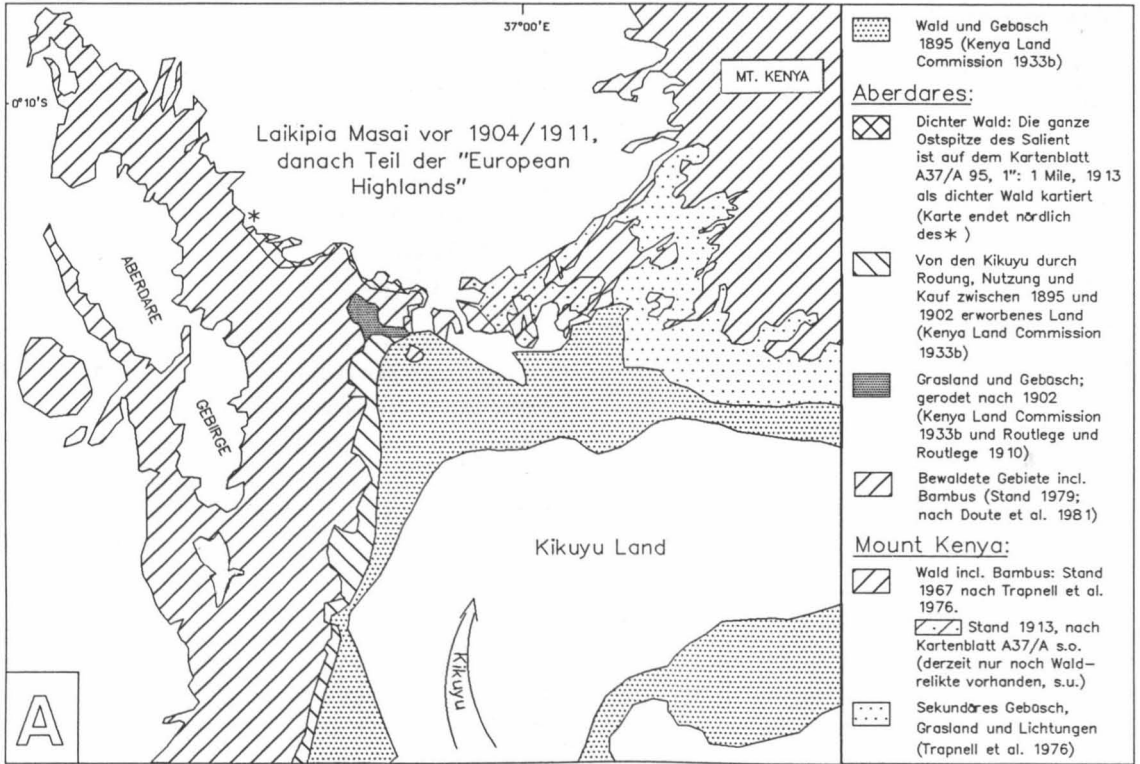 37°00'E
0°10'S
MT. KENYA
Laikipia Masai vor 1904/1911,
danach Teil der "European
Highlands"
*
ABERDARE
GEBIRGE
Kikuyu Land
Kikuyu
A
Wald und Gebüsch
1895 (Kenya Land
Commission 1933b)
Aberdares:
Dichter Wald: Die ganze
Ostspitze des Salient
ist auf dem Kartenblatt
A37/A 95, 1": 1 Mile, 1913
als dichter Wald kartiert
(Karte endet nördlich
des * )
Von den Kikuyu durch
Rodung, Nutzung und
Kauf zwischen 1895 und
1902 erworbenes Land
(Kenya Land Commission
1933b)
Grasland und Gebüsch;
gerodet nach 1902
(Kenya Land Commission
1933b und Routlege und
Routlege 1910)
Bewaldete Gebiete incl.
Bambus (Stand 1979;
nach Doute et al. 1981)
Mount Kenya:
Wald incl. Bambus: Stand
1967 nach Trapnell et al.
1976.
Stand 1913, nach
Kartenblatt A37/A s.o.
(derzeit nur noch Wald-
relikte vorhanden, s.u.)
Sekundäres Gebüsch,
Grasland und Lichtungen
(Trapnell et al. 1976)